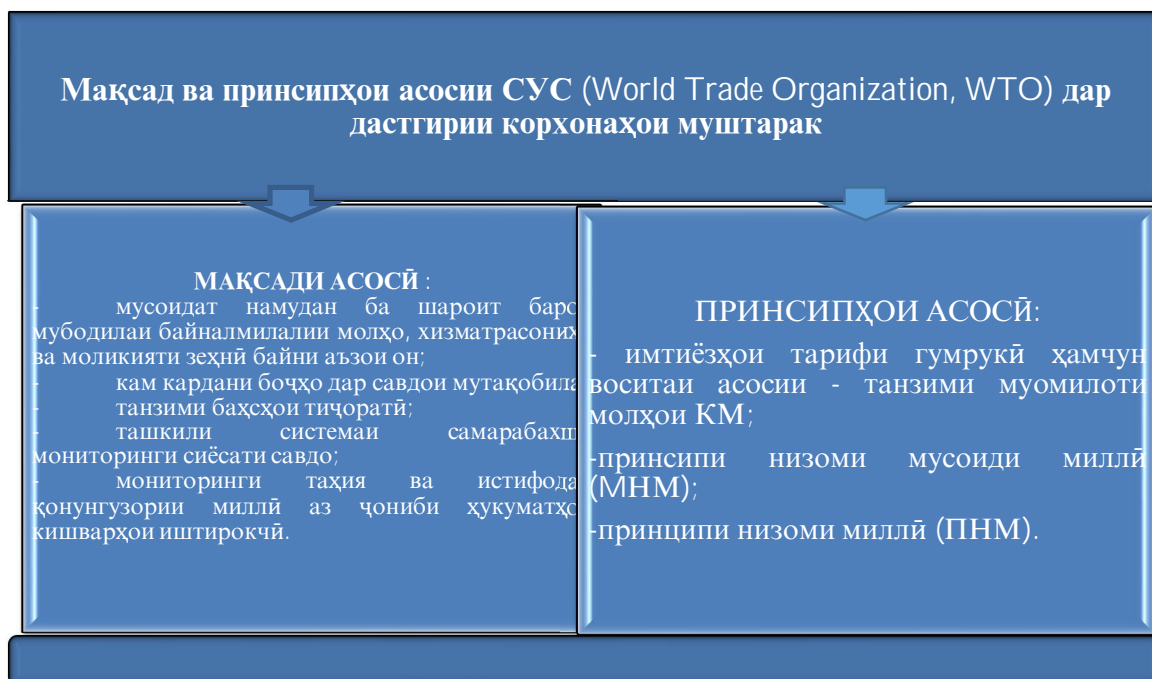 Мақсад ва принсипҳои асосии СУС (World Trade Organization, WTO) дар
дастгирии корхонаҳои муштарак
МАҚСАДИ АСОСӢ :
- мусоидат намудан ба шароит баро
мубодилаи байналмилалии молҳо, хизматрасониҳ
ва моликияти зеҳнӣ байни аъзои он;
- кам кардани боҷҳо дар савдои мутақобила
- танзими баҳсҳои тиҷоратӣ;
- ташкили системаи самарабахш
мониторинги сиёсати савдо;
- мониторинги таҳия ва истифода
қонунгузории миллӣ аз ҷониби ҳукуматҳо
кишварҳои иштирокчӣ.
ПРИНСИПҲОИ АСОСӢ:
- имтиёзҳои тарифи гумрукӣ ҳамчун
воситаи асосии - танзими муомилоти
молҳои КМ;
-принсипи низоми мусоиди миллӣ
(МНМ);
-принципи низоми миллӣ (ПНМ).